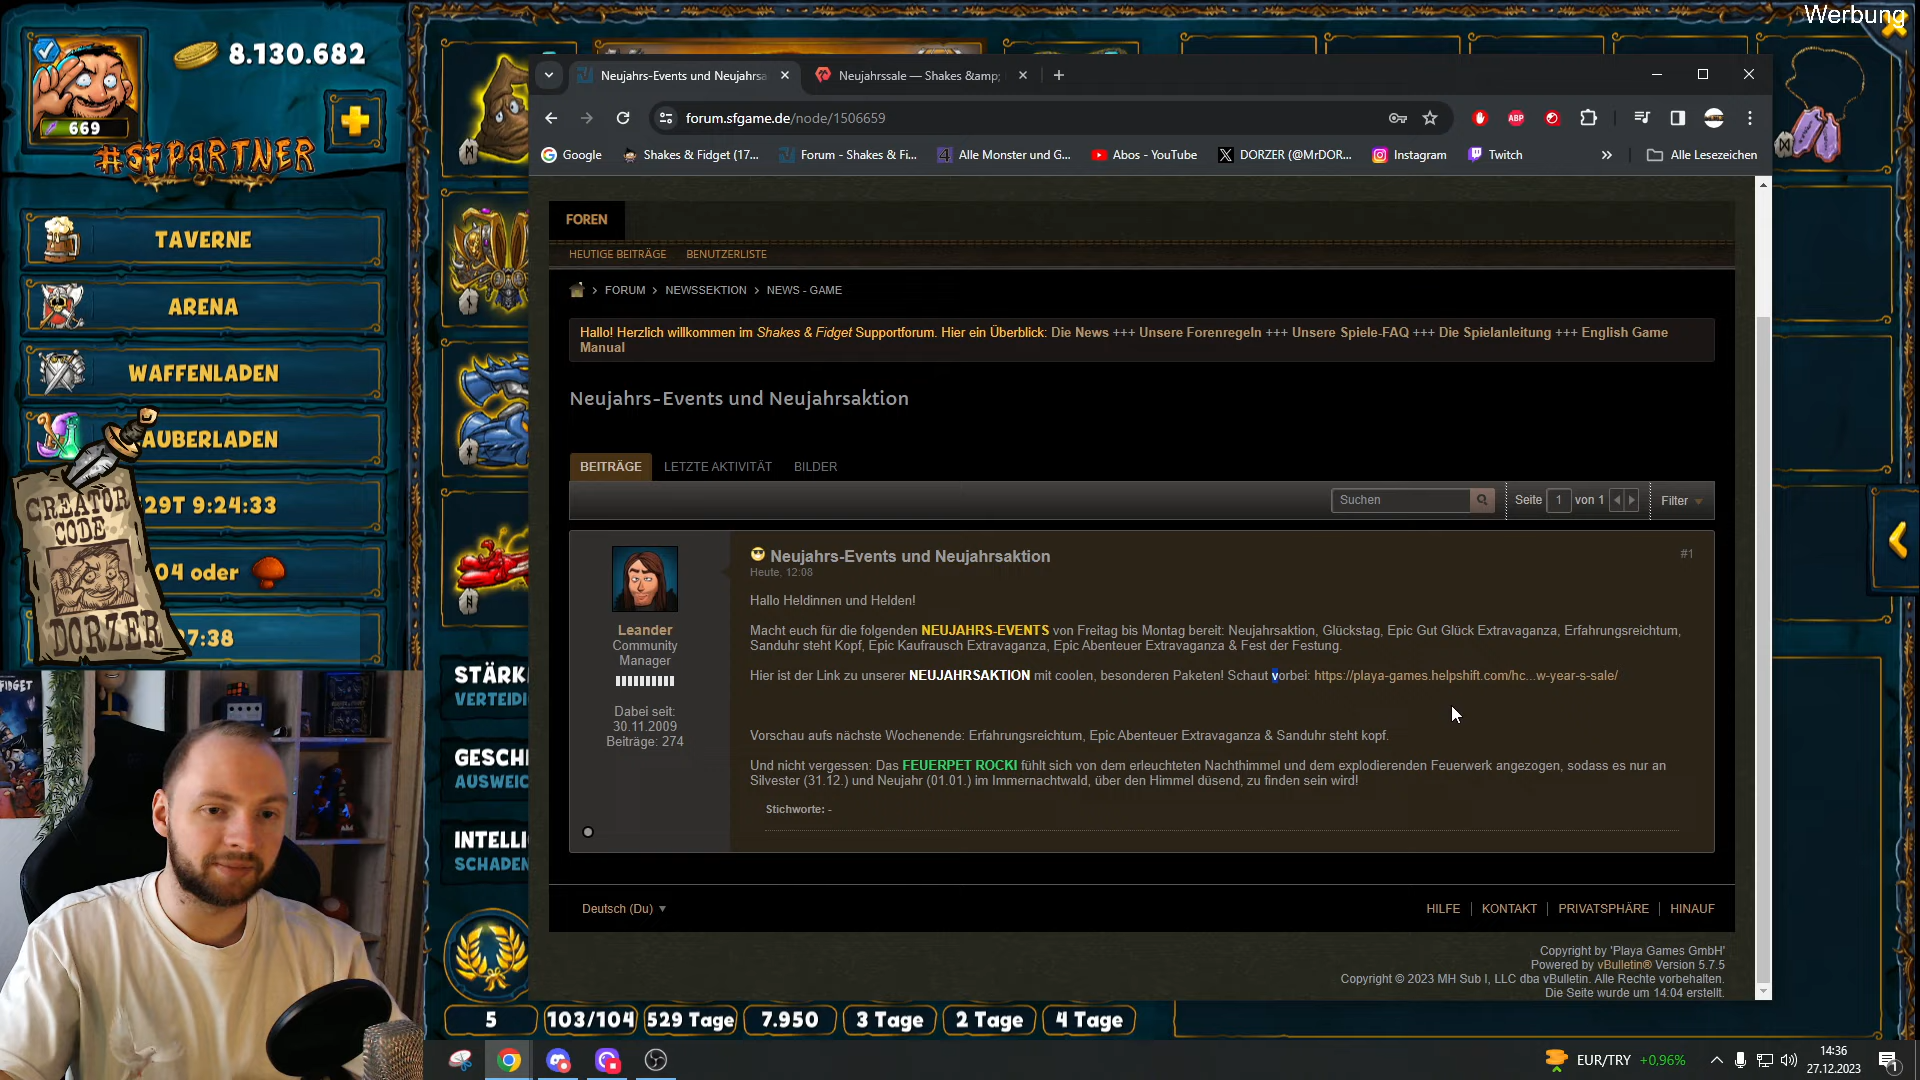 Werbung
8.130.682
669
#SFPARTNER
TAVERNE
ARENA
WAFFENLADEN
AUBERLADEN
29T 9:24:33
04 oder
7:38
CREATOR
CODE
DORZER
FIDGET
STÄRK
VERTEIDI
GESCH
AUSWEIC
INTELLI
SCHADEN
5
103/104
529 Tage
7.950
3 Tage
2 Tage
4 Tage
Neujahrs-Events und Neujahrsa
Neujahrssale — Shakes &amp;
forum.sfgame.de/node/1506659
ABP
Google
Shakes & Fidget (17...
Forum - Shakes & Fi...
Alle Monster und G...
Abos - YouTube
DORZER (@MrDOR...
Instagram
Twitch
Alle Lesezeichen
FOREN
HEUTIGE BEITRÄGE
BENUTZERLISTE
FORUM
NEWSSEKTION
NEWS - GAME
Hallo! Herzlich willkommen im Shakes & Fidget Supportforum. Hier ein Überblick: Die News +++ Unsere Forenregeln +++ Unsere Spiele-FAQ +++ Die Spielanleitung +++ English Game
Manual
Neujahrs-Events und Neujahrsaktion
BEITRÄGE
LETZTE AKTIVITÄT
BILDER
Suchen
Seite 1 von 1
Filter
Leander
Community
Manager
Dabei seit:
30.11.2009
Beiträge: 274
Neujahrs-Events und Neujahrsaktion
#1
Heute, 12:08
Hallo Heldinnen und Helden!
Macht euch für die folgenden NEUJAHRS-EVENTS von Freitag bis Montag bereit: Neujahrsaktion, Glückstag, Epic Gut Glück Extravaganza, Erfahrungsreichtum,
Sanduhr steht Kopf, Epic Kaufrausch Extravaganza, Epic Abenteuer Extravaganza & Fest der Festung.
Hier ist der Link zu unserer NEUJAHRSAKTION mit coolen, besonderen Paketen! Schaut vorbei: https://playa-games.helpshift.com/hc...w-year-s-sale/
Vorschau aufs nächste Wochenende: Erfahrungsreichtum, Epic Abenteuer Extravaganza & Sanduhr steht kopf.
Und nicht vergessen: Das FEUERPET ROCKI fühlt sich von dem erleuchteten Nachthimmel und dem explodierenden Feuerwerk angezogen, sodass es nur an
Silvester (31.12.) und Neujahr (01.01.) im Immernachtwald, über den Himmel düsend, zu finden sein wird!
Stichworte: -
Deutsch (Du)
HILFE
KONTAKT
PRIVATSPHÄRE
HINAUF
Copyright by 'Playa Games GmbH'
Powered by vBulletin® Version 5.7.5
Copyright © 2023 MH Sub I, LLC dba vBulletin. Alle Rechte vorbehalten.
Die Seite wurde um 14:04 erstellt.
EUR/TRY +0,96%
14:36
27.12.2023
1